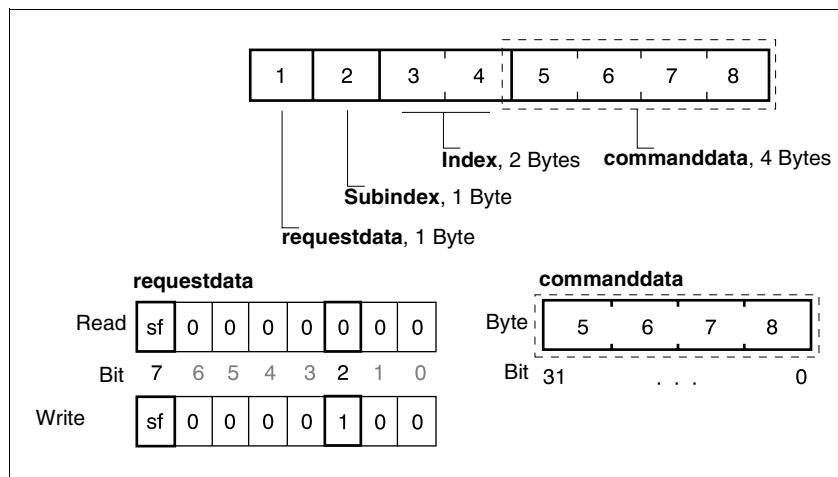 1 2 3 4 5 6 7 8
Index, 2 Bytes commanddata, 4 Bytes
Subindex, 1 Byte
requestdata, 1 Byte
requestdata
Read sf 0 0 0 0 0 0 0
Bit 7 6 5 4 3 2 1 0
Write sf 0 0 0 0 1 0 0
commanddata
Byte 5 6 7 8
Bit 31 . . . 0